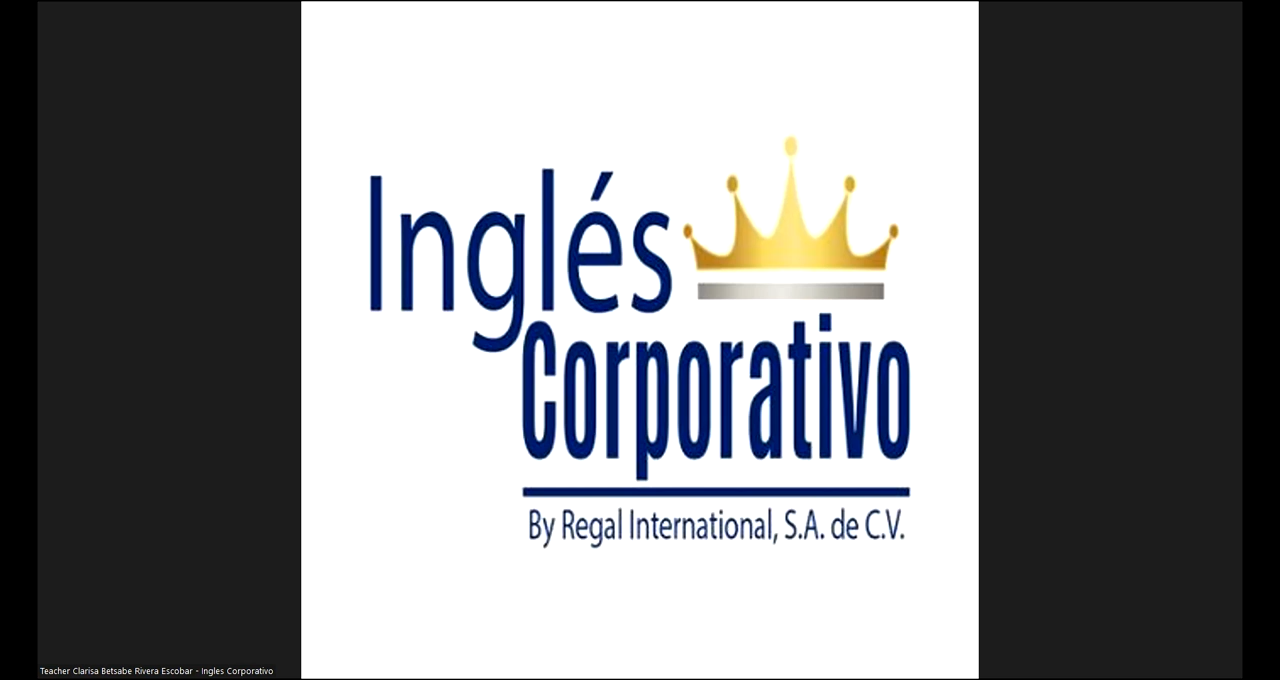 Inglés
Corporativo
By Regal International, S.A. de C.V.
Teacher Clarisa Betsabe Rivera Escobar - Ingles Corporativo